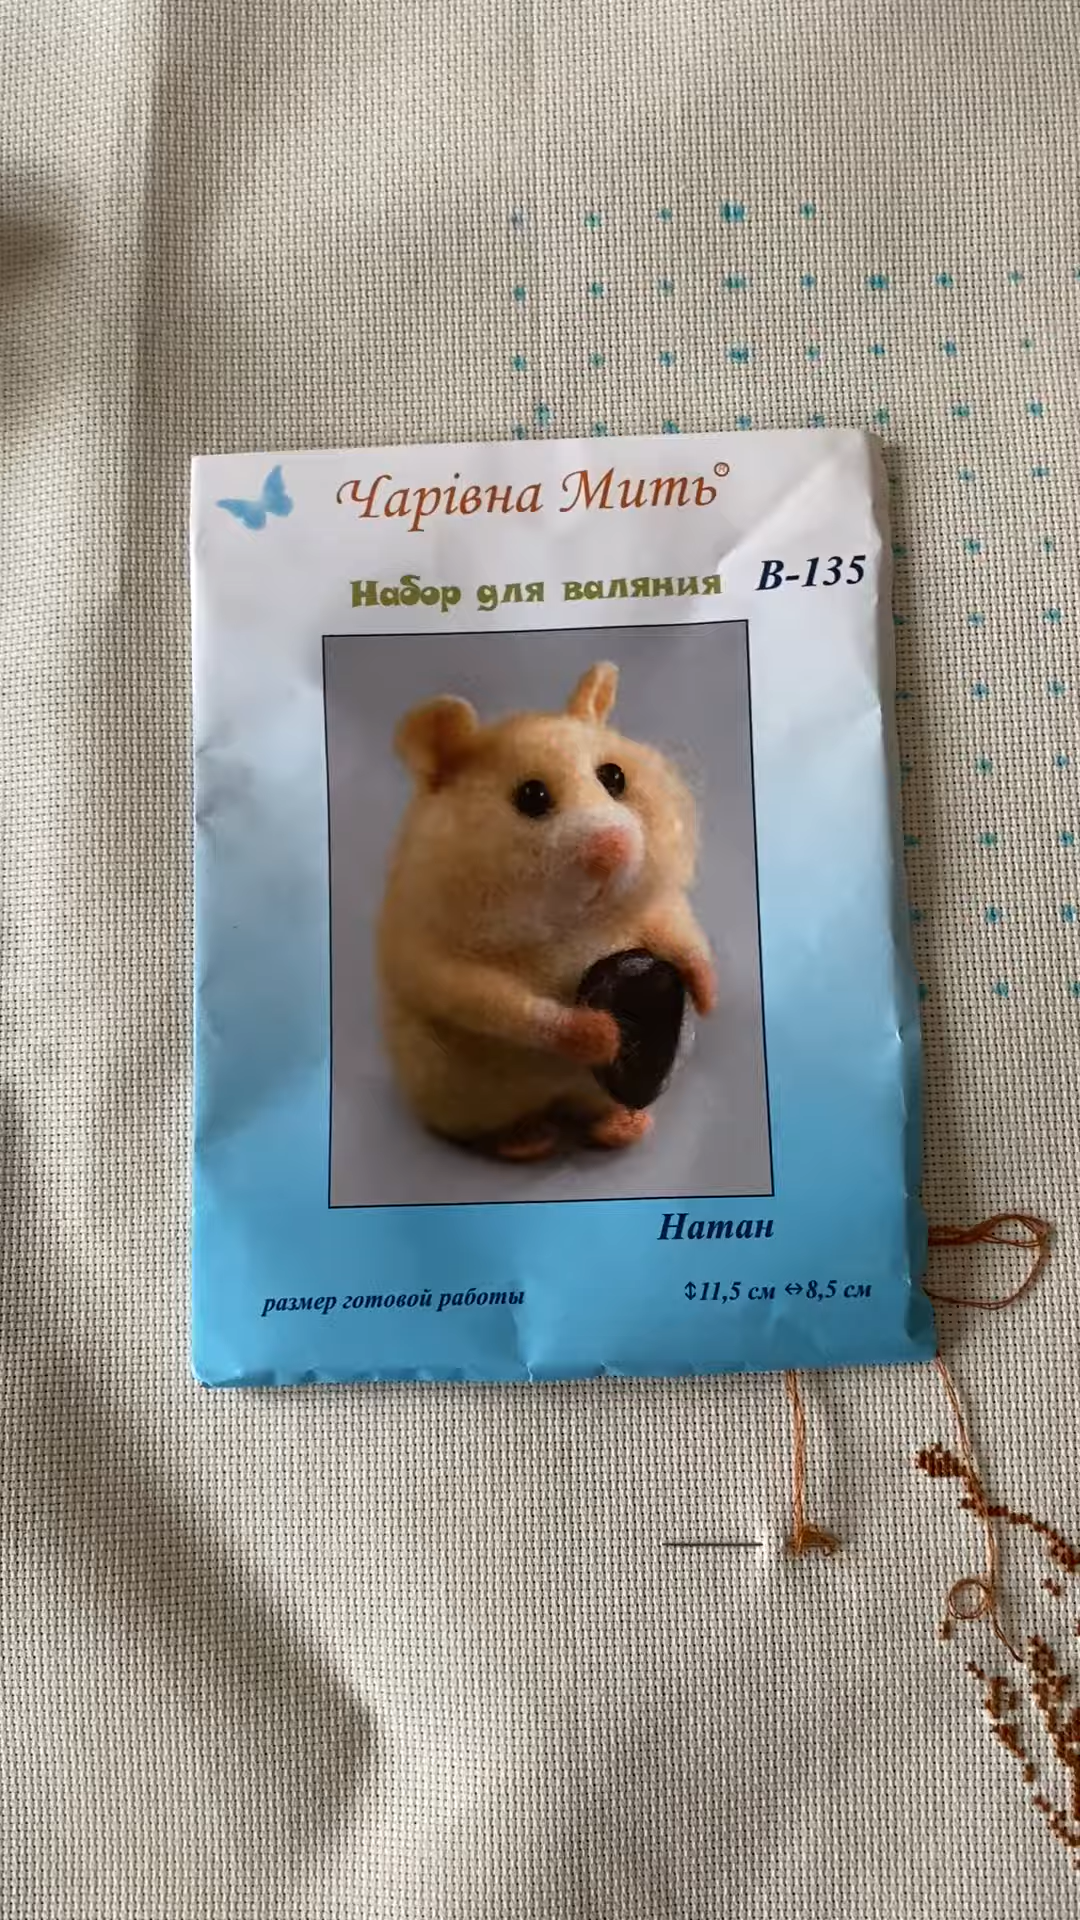 Чарівна Мить®
Набор для валяния
В-135
Натан
размер готовой работы
↕11,5 см ↔8,5 см